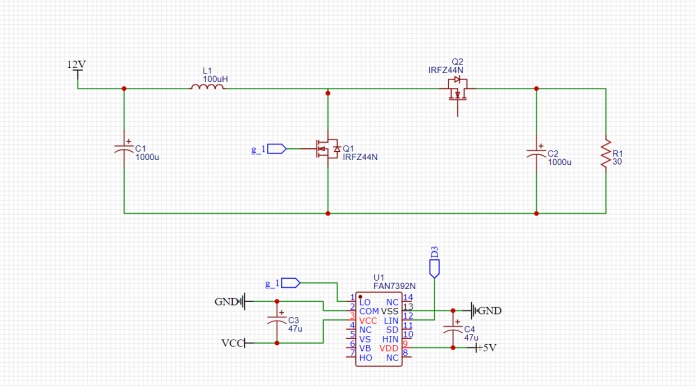 12V
L1
100uH
Q2
IRFZ44N
C1
1000u
g_1
Q1
IRFZ44N
C2
1000u
R1
30
D3
g_1
U1
FAN7392N
GND
VCC
C3
47u
1 LO NC 14
2 COM VSS 13
3 VCC LIN 12
4 NC SD 11
5 VS HIN 10
6 VB VDD 9
7 HO NC 8
GND
C4
47u
+5V